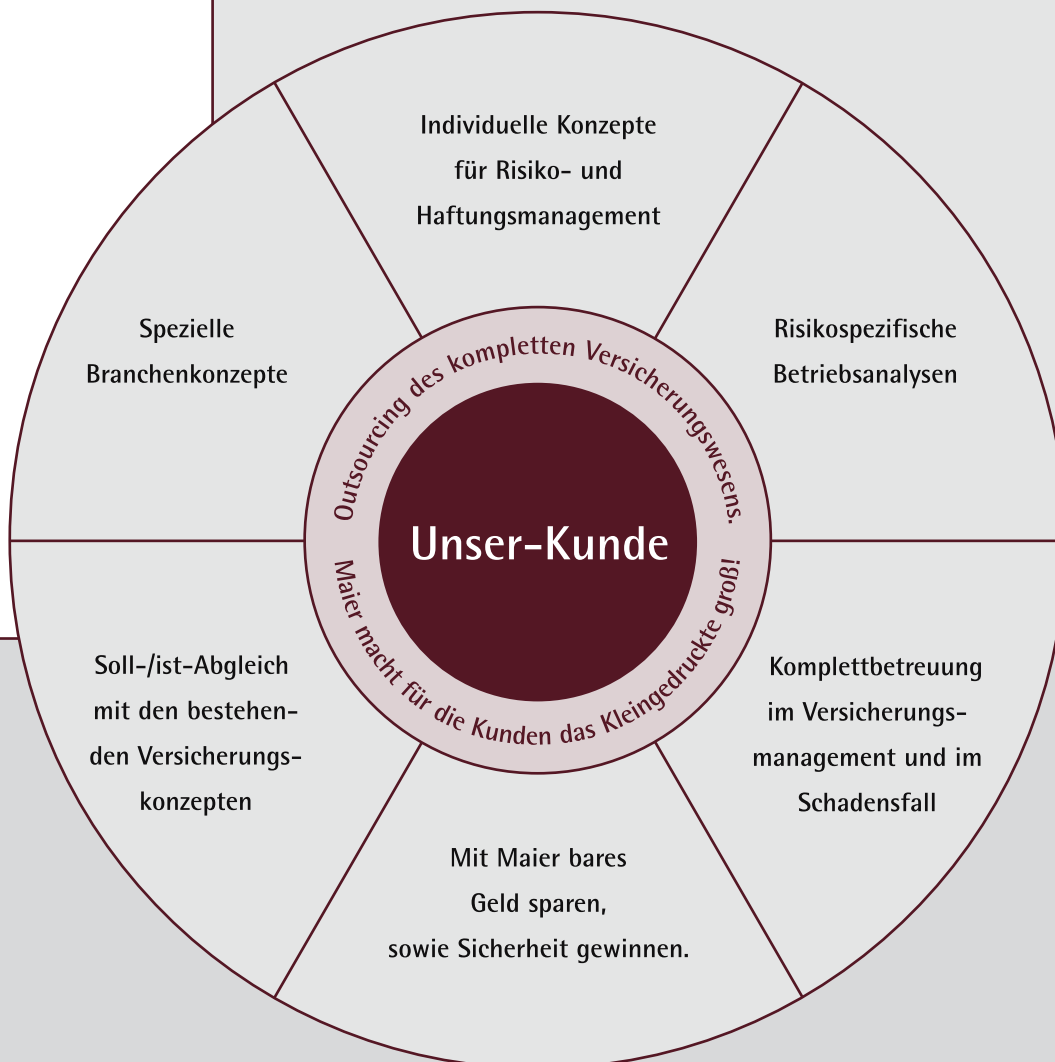 Individuelle Konzepte
für Risiko- und
Haftungsmanagement
Risikospezifische
Betriebsanalysen
Komplettbetreuung
im Versicherungs-
management und im
Schadensfall
Mit Maier bares
Geld sparen,
sowie Sicherheit gewinnen.
Soll-/ist-Abgleich
mit den bestehen-
den Versicherungs-
konzepten
Spezielle
Branchenkonzepte
Outsourcing des kompletten Versicherungswesens.
Unser-Kunde
Maier macht für die Kunden das Kleingedruckte groß!